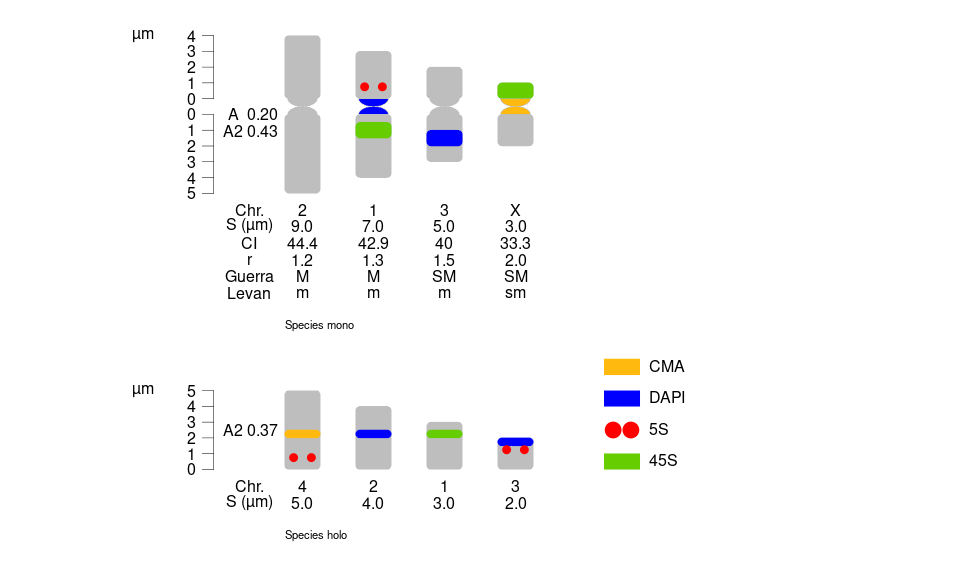 µm
4
3
2
1
0
0
A 0.20
1
A2 0.43
2
3
4
5
Chr. 2 1 3 X
S (µm) 9.0 7.0 5.0 3.0
CI 44.4 42.9 40 33.3
r 1.2 1.3 1.5 2.0
Guerra M M SM SM
Levan m m m sm
Species mono
CMA
DAPI
5S
45S
µm
5
4
3
A2 0.37
2
1
0
Chr. 4 2 1 3
S (µm) 5.0 4.0 3.0 2.0
Species holo